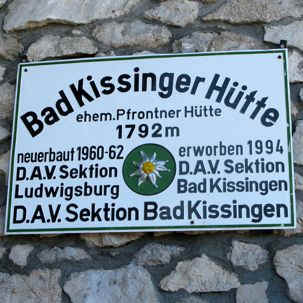 Bad Kissinger Hütte
ehem. Pfrontner Hütte
1792m
neuerbaut 1960-62
D.A.V. Sektion
Ludwigsburg
erworben 1994
D.A.V. Sektion
Bad Kissingen
D.A.V. Sektion Bad Kissingen